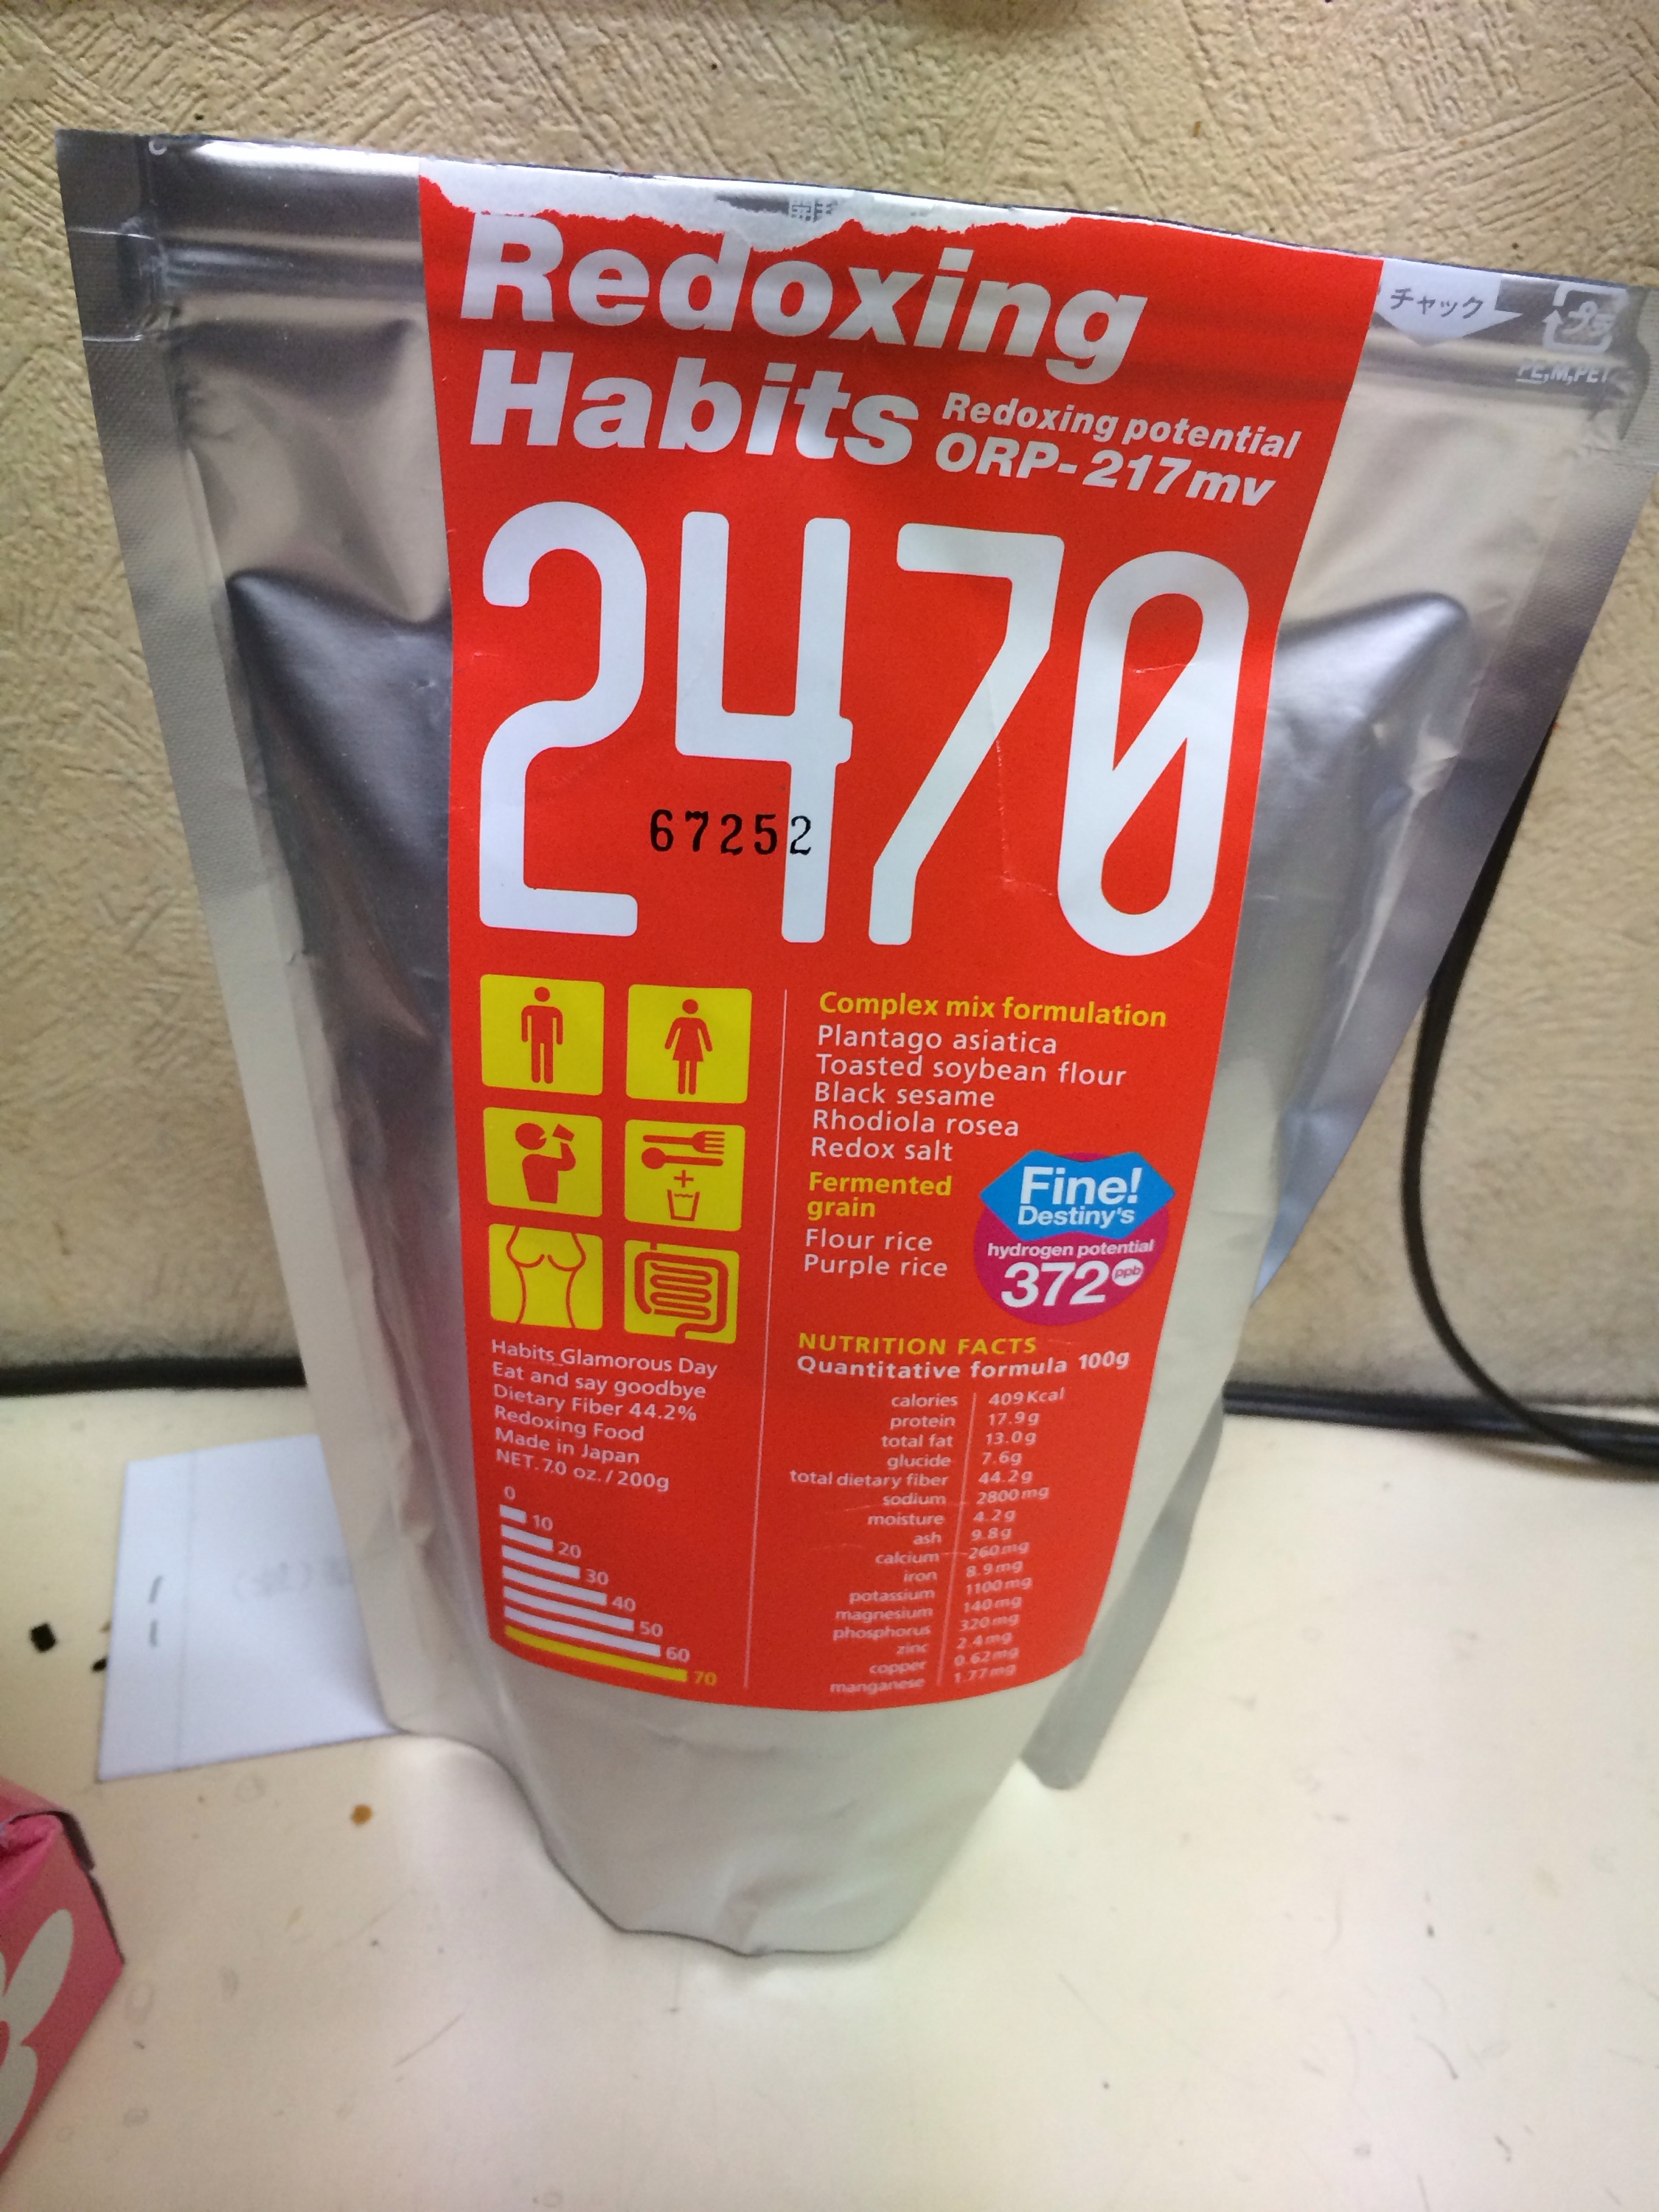 Redoxing
Habits
Redoxing potential
ORP-217mv
チャック
プラ
PE,M,PET
2470
67252
Complex mix formulation
Plantago asiatica
Toasted soybean flour
Black sesame
Rhodiola rosea
Redox salt
Fermented
grain
Flour rice
Purple rice
Fine!
Destiny's
hydrogen potential
372 ppb
Habits Glamorous Day
Eat and say goodbye
Dietary Fiber 44.2%
Redoxing Food
Made in Japan
NET. 7.0 oz. / 200g
0
10
20
30
40
50
60
70
NUTRITION FACTS
Quantitative formula 100g
calories 409Kcal
protein 17.9g
total fat 13.0g
glucide 7.6g
total dietary fiber 44.2g
sodium 2800mg
moisture 4.2g
ash 9.8g
calcium 260mg
iron 8.9mg
potassium 1100mg
magnesium 140mg
phosphorus 320mg
zinc 2.4mg
copper 0.62mg
manganese 1.77mg